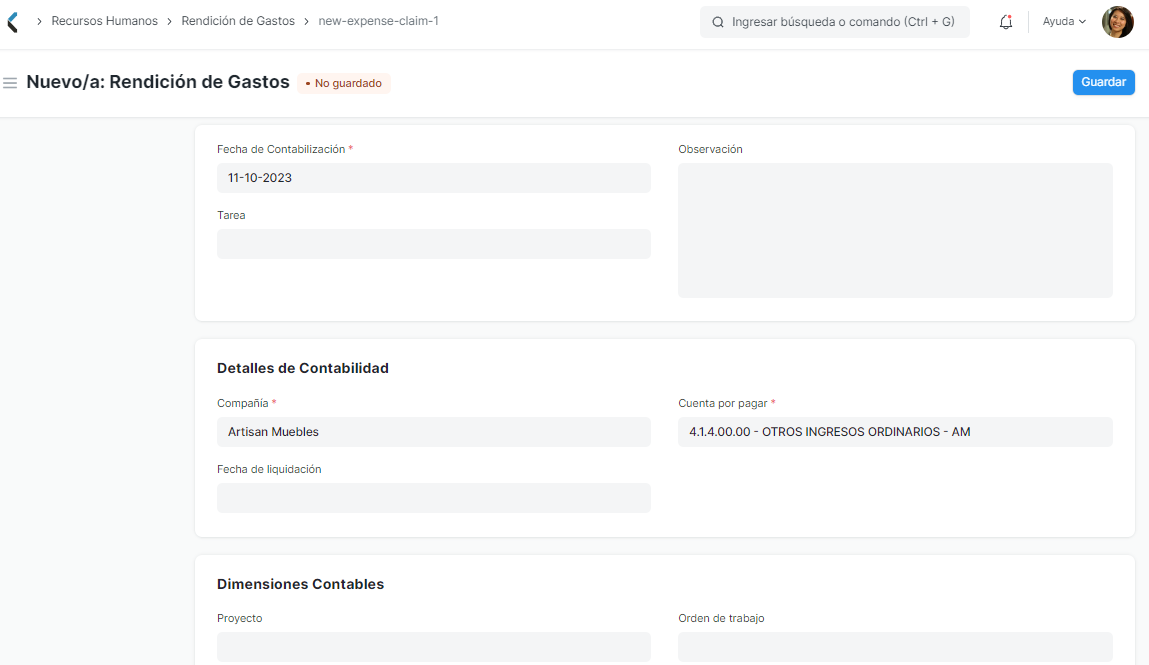 Recursos Humanos
Rendición de Gastos
new-expense-claim-1
Ingresar búsqueda o comando (Ctrl + G)
Ayuda
Nuevo/a: Rendición de Gastos
No guardado
Guardar
Fecha de Contabilización *
11-10-2023
Tarea
Observación
Detalles de Contabilidad
Compañía *
Artisan Muebles
Cuenta por pagar *
4.1.4.00.00 - OTROS INGRESOS ORDINARIOS - AM
Fecha de liquidación
Dimensiones Contables
Proyecto
Orden de trabajo